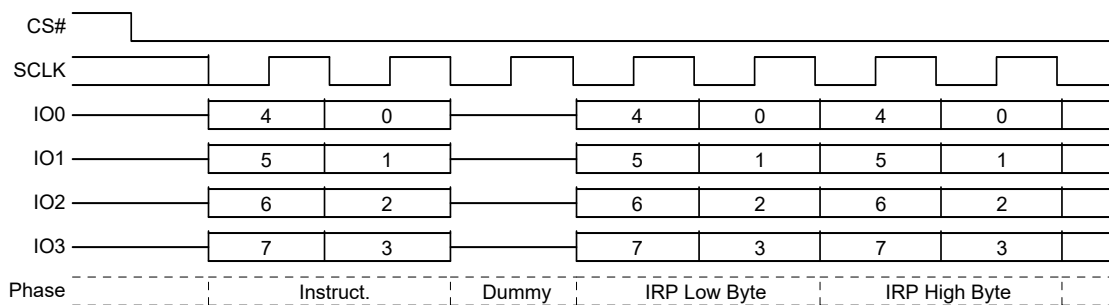 CS#
SCLK
IO0 4 0 4 0 4 0
IO1 5 1 5 1 5 1
IO2 6 2 6 2 6 2
IO3 7 3 7 3 7 3
Phase Instruct. Dummy IRP Low Byte IRP High Byte